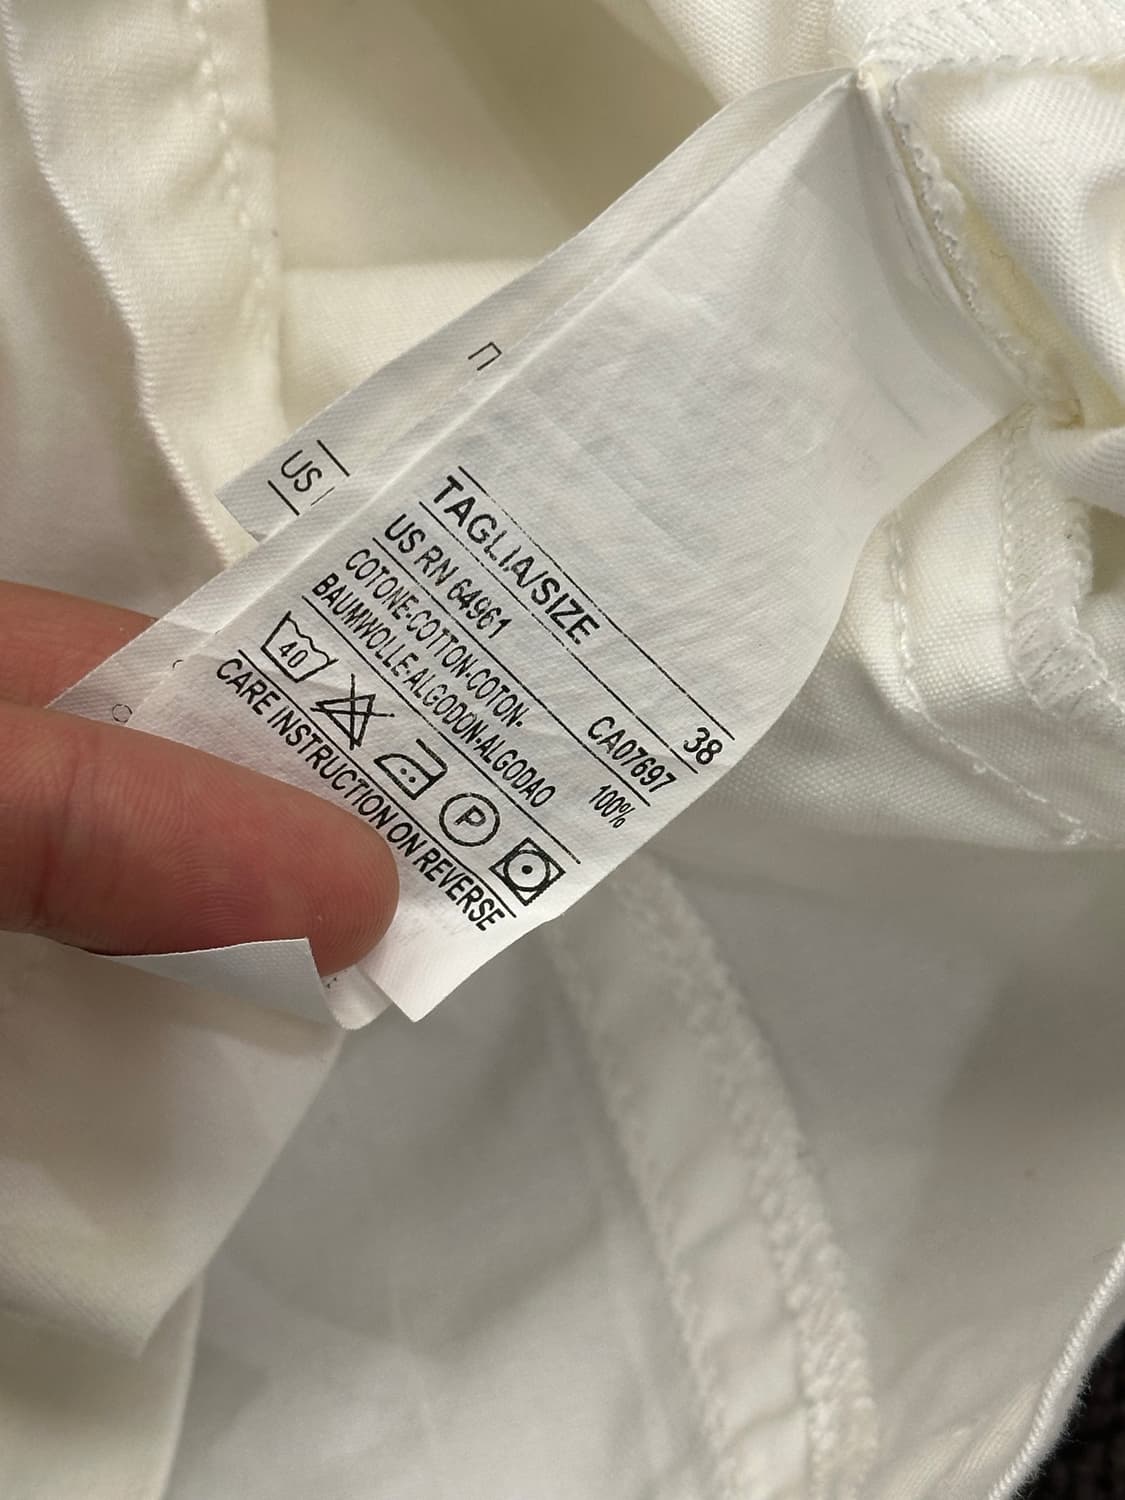 TAGLIA/SIZE 38
US RN 64961 CA07697
COTONE-COTTON-COTON- 100%
BAUMWOLLE-ALGODON-ALGODAO
40 P
CARE INSTRUCTION ON REVERSE
US